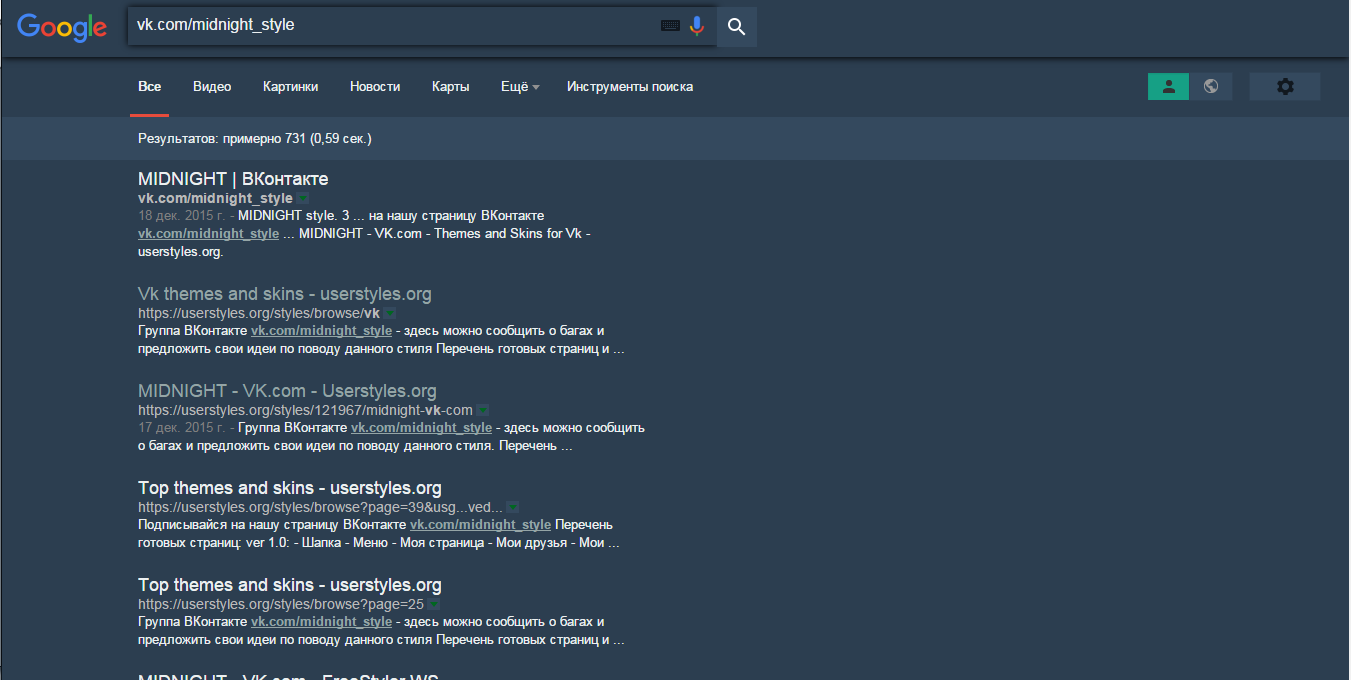 Google
vk.com/midnight_style
Все Видео Картинки Новости Карты Ещё Инструменты поиска
Результатов: примерно 731 (0,59 сек.)
MIDNIGHT | ВКонтакте
vk.com/midnight_style
18 дек. 2015 г. - MIDNIGHT style. 3 ... на нашу страницу ВКонтакте
vk.com/midnight_style ... MIDNIGHT - VK.com - Themes and Skins for Vk -
userstyles.org.
Vk themes and skins - userstyles.org
https://userstyles.org/styles/browse/vk
Группа ВКонтакте vk.com/midnight_style - здесь можно сообщить о багах и
предложить свои идеи по поводу данного стиля Перечень готовых страниц и ...
MIDNIGHT - VK.com - Userstyles.org
https://userstyles.org/styles/121967/midnight-vk-com
17 дек. 2015 г. - Группа ВКонтакте vk.com/midnight_style - здесь можно сообщить
о багах и предложить свои идеи по поводу данного стиля. Перечень ...
Top themes and skins - userstyles.org
https://userstyles.org/styles/browse?page=39&usg...ved...
Подписывайся на нашу страницу ВКонтакте vk.com/midnight_style Перечень
готовых страниц: ver 1.0: - Шапка - Меню - Моя страница - Мои друзья - Мои ...
Top themes and skins - userstyles.org
https://userstyles.org/styles/browse?page=25
Группа ВКонтакте vk.com/midnight_style - здесь можно сообщить о багах и
предложить свои идеи по поводу данного стиля Перечень готовых страниц и ...
MIDNIGHT - VK.com - FreeStyler.WS